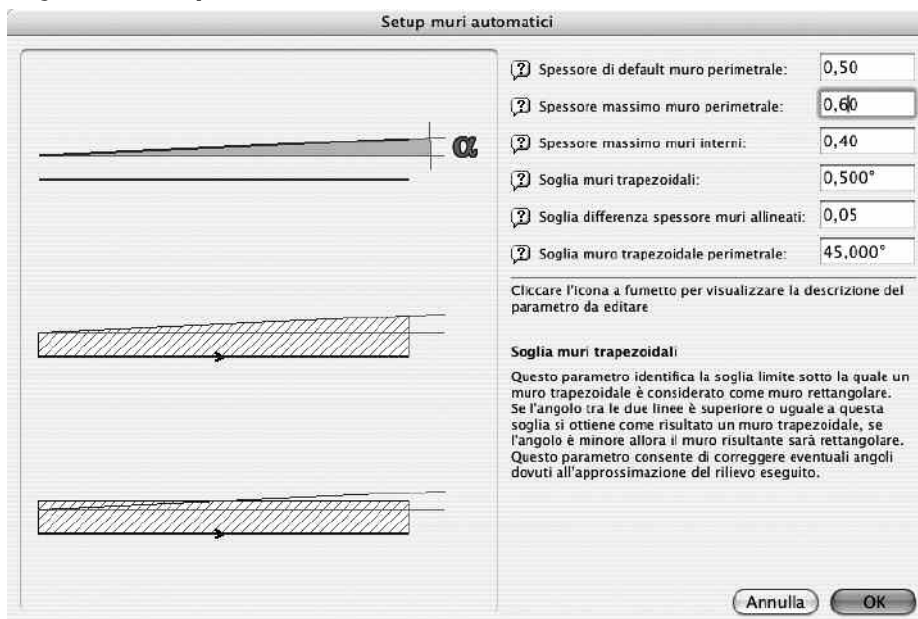 Setup muri automatici
α
? Spessore di default muro perimetrale: 0,50
? Spessore massimo muro perimetrale: 0,60
? Spessore massimo muri interni: 0,40
? Soglia muri trapezoidali: 0,500°
? Soglia differenza spessore muri allineati: 0,05
? Soglia muro trapezoidale perimetrale: 45,000°
Cliccare l'icona a fumetto per visualizzare la descrizione del
parametro da editare
Soglia muri trapezoidali
Questo parametro identifica la soglia limite sotto la quale un
muro trapezoidale è considerato come muro rettangolare.
Se l'angolo tra le due linee è superiore o uguale a questa
soglia si ottiene come risultato un muro trapezoidale, se
l'angolo è minore allora il muro risultante sarà rettangolare.
Questo parametro consente di correggere eventuali angoli
dovuti all'approssimazione del rilievo eseguito.
Annulla OK